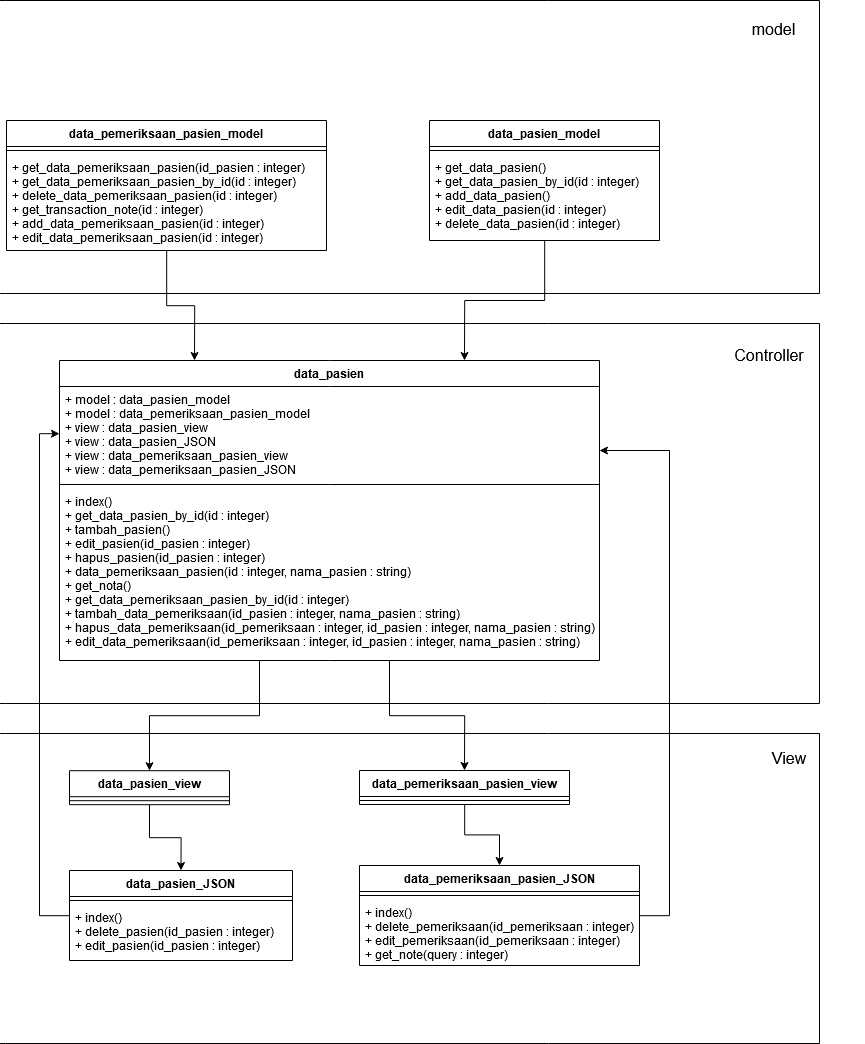 model
data_pemeriksaan_pasien_model
+ get_data_pemeriksaan_pasien(id_pasien : integer)
+ get_data_pemeriksaan_pasien_by_id(id : integer)
+ delete_data_pemeriksaan_pasien(id : integer)
+ get_transaction_note(id : integer)
+ add_data_pemeriksaan_pasien(id : integer)
+ edit_data_pemeriksaan_pasien(id : integer)
data_pasien_model
+ get_data_pasien()
+ get_data_pasien_by_id(id : integer)
+ add_data_pasien()
+ edit_data_pasien(id : integer)
+ delete_data_pasien(id : integer)
Controller
data_pasien
+ model : data_pasien_model
+ model : data_pemeriksaan_pasien_model
+ view : data_pasien_view
+ view : data_pasien_JSON
+ view : data_pemeriksaan_pasien_view
+ view : data_pemeriksaan_pasien_JSON
+ index()
+ get_data_pasien_by_id(id : integer)
+ tambah_pasien()
+ edit_pasien(id_pasien : integer)
+ hapus_pasien(id_pasien : integer)
+ data_pemeriksaan_pasien(id : integer, nama_pasien : string)
+ get_nota()
+ get_data_pemeriksaan_pasien_by_id(id : integer)
+ tambah_data_pemeriksaan(id_pasien : integer, nama_pasien : string)
+ hapus_data_pemeriksaan(id_pemeriksaan : integer, id_pasien : integer, nama_pasien : string)
+ edit_data_pemeriksaan(id_pemeriksaan : integer, id_pasien : integer, nama_pasien : string)
View
data_pasien_view
data_pemeriksaan_pasien_view
data_pasien_JSON
+ index()
+ delete_pasien(id_pasien : integer)
+ edit_pasien(id_pasien : integer)
data_pemeriksaan_pasien_JSON
+ index()
+ delete_pemeriksaan(id_pemeriksaan : integer)
+ edit_pemeriksaan(id_pemeriksaan : integer)
+ get_note(query : integer)